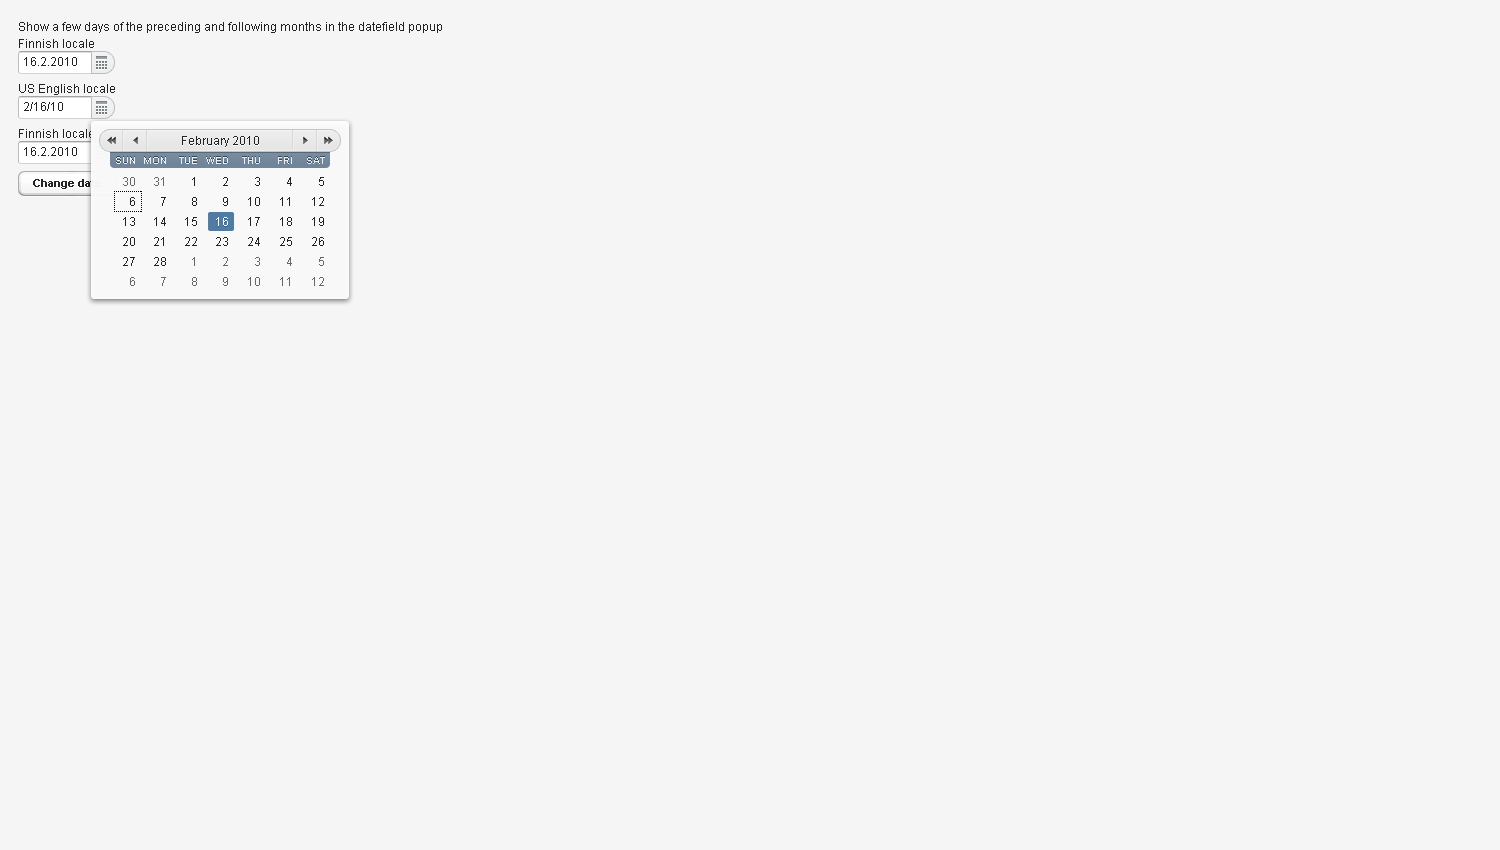 Show a few days of the preceding and following months in the datefield popup
Finnish locale
16.2.2010
US English locale
2/16/10
Finnish locale
16.2.2010
Change da
February 2010
SUN MON TUE WED THU FRI SAT
30 31 1 2 3 4 5
6 7 8 9 10 11 12
13 14 15 16 17 18 19
20 21 22 23 24 25 26
27 28 1 2 3 4 5
6 7 8 9 10 11 12